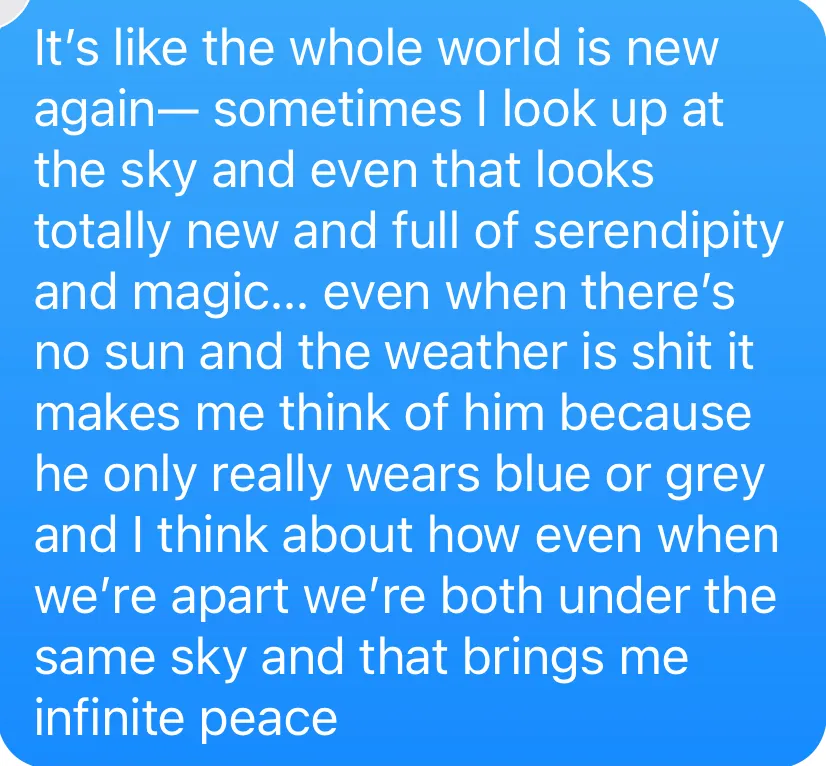 It’s like the whole world is new
again— sometimes I look up at
the sky and even that looks
totally new and full of serendipity
and magic... even when there’s
no sun and the weather is shit it
makes me think of him because
he only really wears blue or grey
and I think about how even when
we’re apart we’re both under the
same sky and that brings me
infinite peace